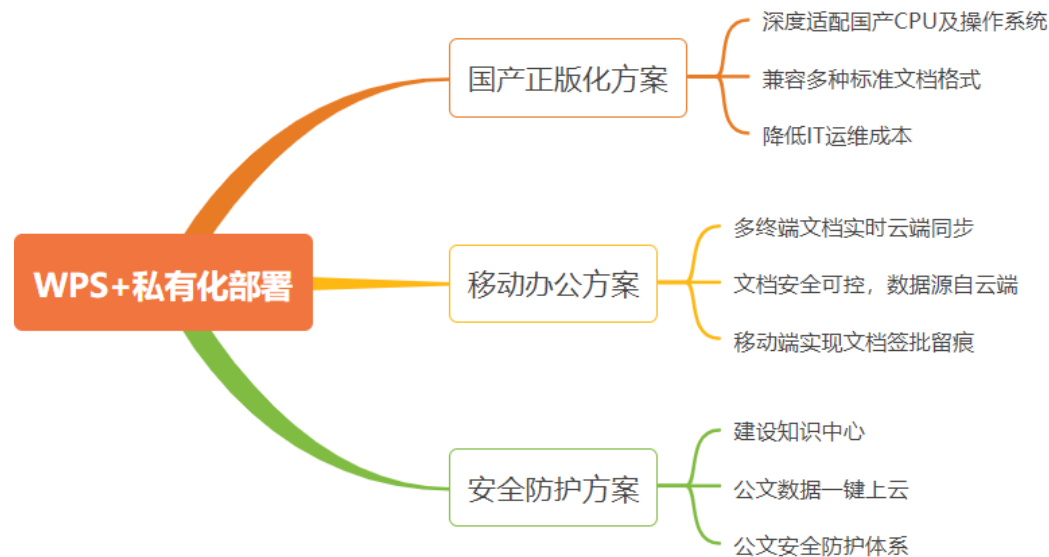 WPS+私有化部署
国产正版化方案
深度适配国产CPU及操作系统
兼容多种标准文档格式
降低IT运维成本
移动办公方案
多终端文档实时云端同步
文档安全可控，数据源自云端
移动端实现文档签批留痕
安全防护方案
建设知识中心
公文数据一键上云
公文安全防护体系